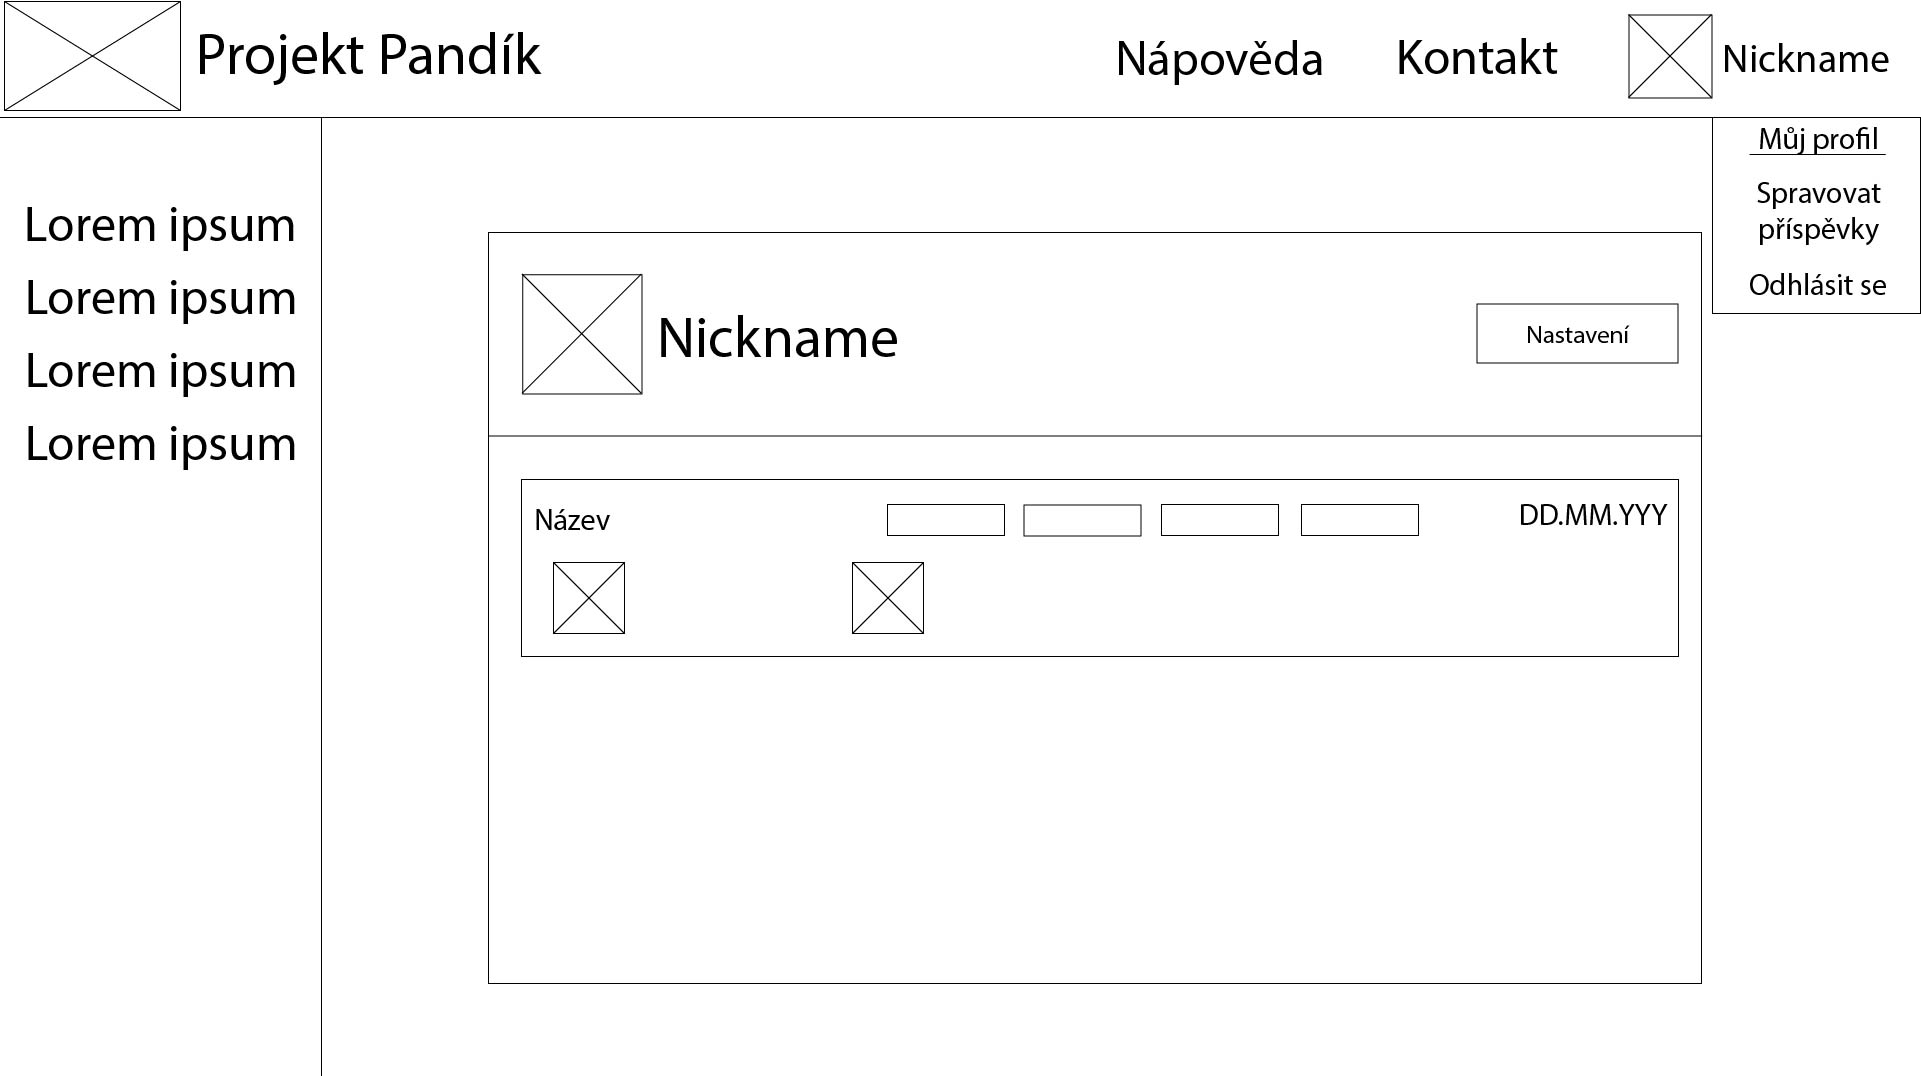 Projekt Pandík
Nápověda
Kontakt
Nickname
Můj profil
Spravovat
příspěvky
Odhlásit se
Lorem ipsum
Lorem ipsum
Lorem ipsum
Lorem ipsum
Nickname
Nastavení
Název
DD.MM.YYY